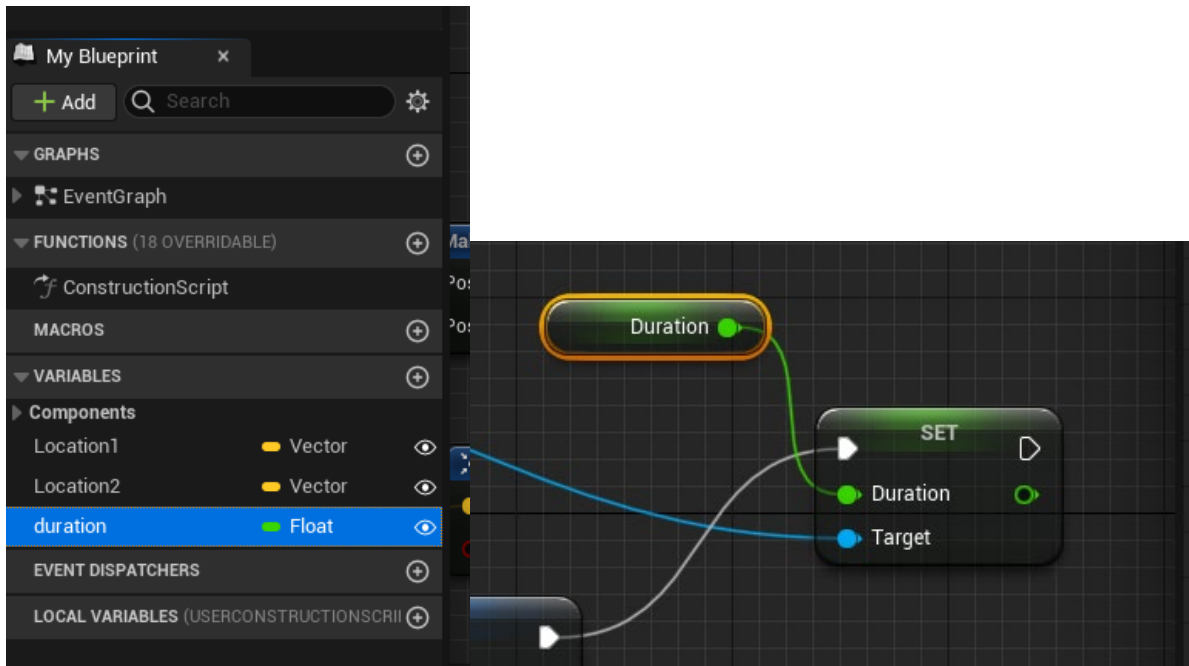 My Blueprint
Add
Search
GRAPHS
EventGraph
FUNCTIONS (18 OVERRIDABLE)
ConstructionScript
MACROS
VARIABLES
Components
Location1 Vector
Location2 Vector
duration Float
EVENT DISPATCHERS
LOCAL VARIABLES (USERCONSTRUCTIONSCRI
Duration
SET
Duration
Target